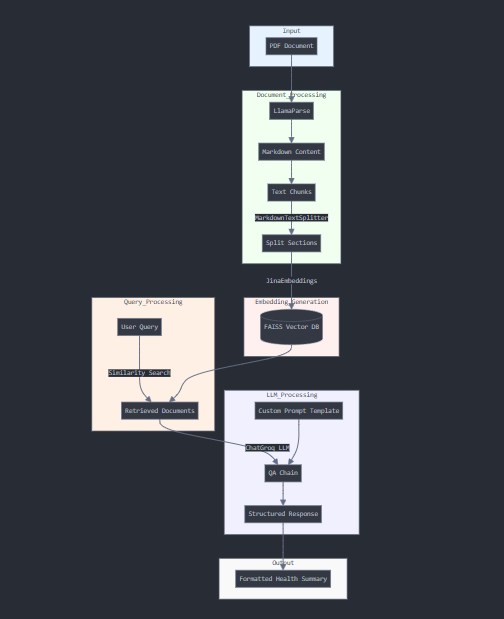 Input
PDF Document
Document_Processing
LlamaParse
Markdown Content
Text Chunks
MarkdownTextSplitter
Split Sections
JinaEmbeddings
Query_Processing
Embedding_Generation
User Query
FAISS Vector DB
Similarity Search
LLM_Processing
Retrieved Documents
Custom Prompt Template
ChatGroq LLM
QA Chain
Structured Response
Output
Formatted Health Summary